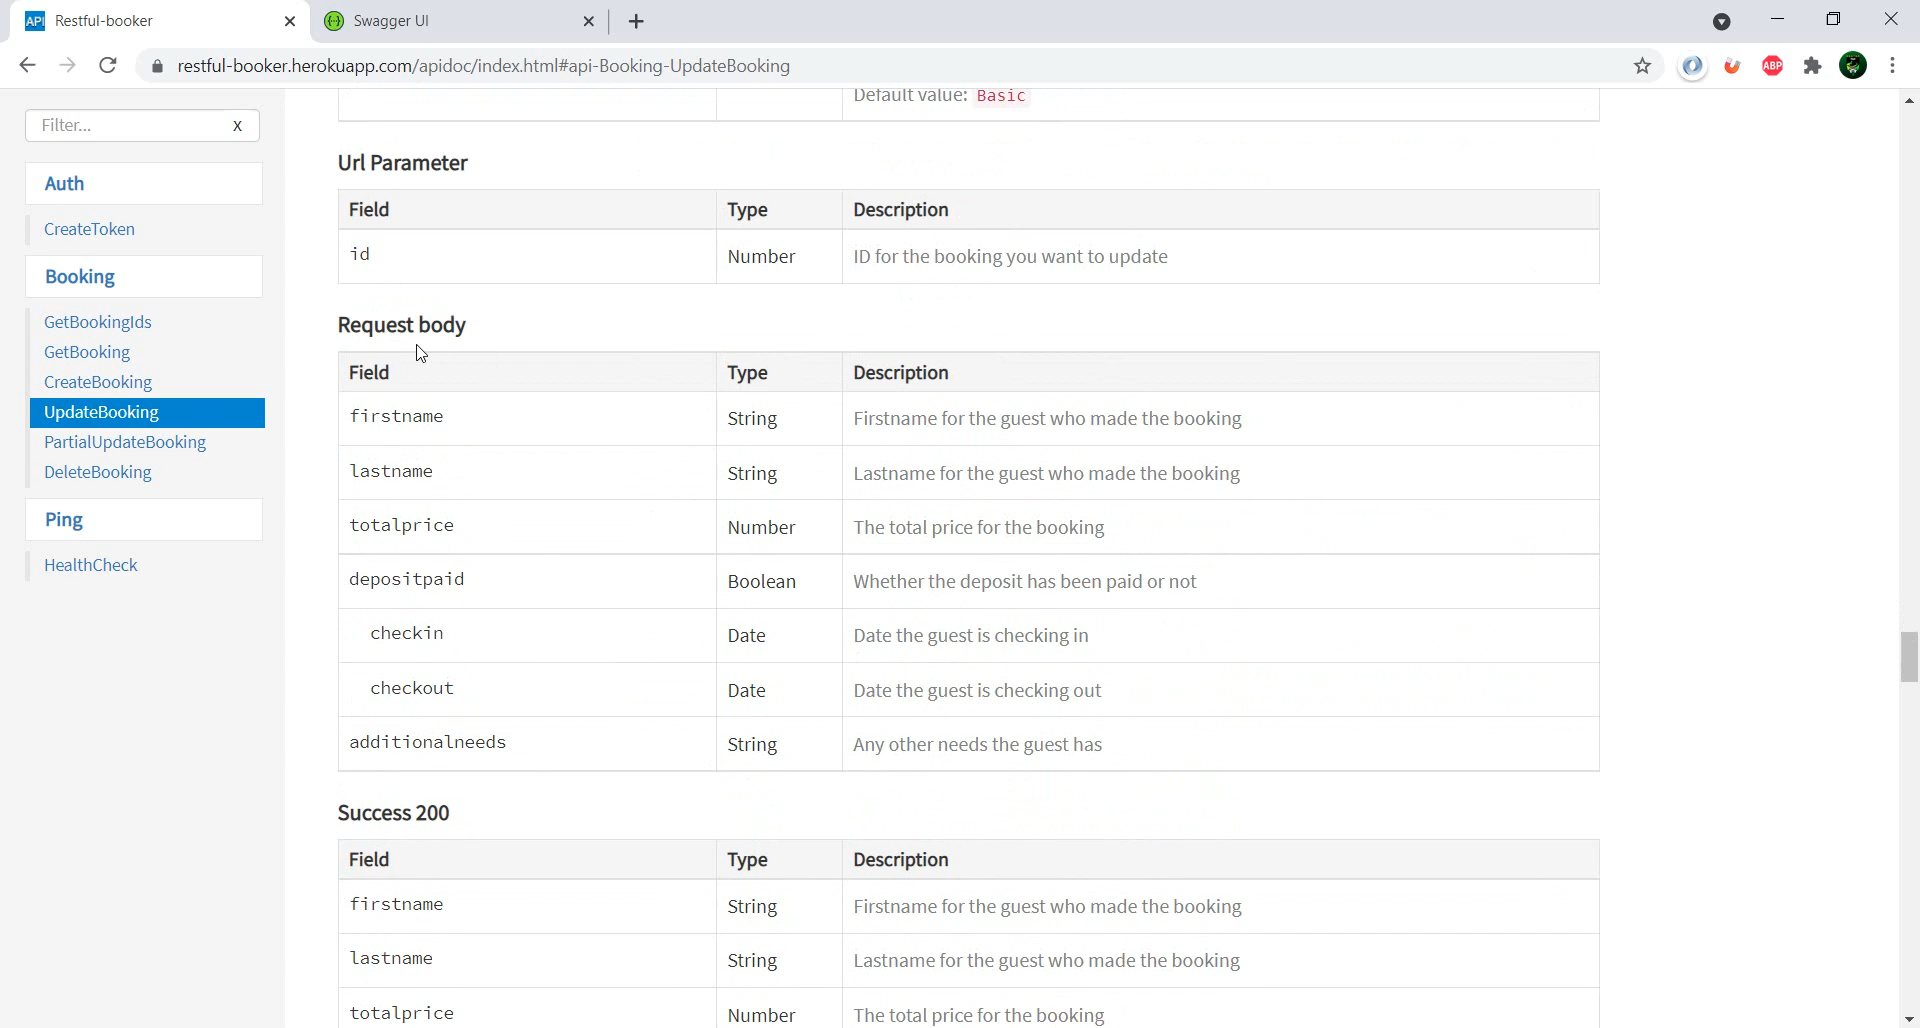 Restful-booker
Swagger UI
restful-booker.herokuapp.com/apidoc/index.html#api-Booking-UpdateBooking
ABP
Filter... X
Auth
CreateToken
Booking
GetBookingIds
GetBooking
CreateBooking
UpdateBooking
PartialUpdateBooking
DeleteBooking
Ping
HealthCheck
Default value: Basic
Url Parameter
Field Type Description
id Number ID for the booking you want to update
Request body
Field Type Description
firstname String Firstname for the guest who made the booking
lastname String Lastname for the guest who made the booking
totalprice Number The total price for the booking
depositpaid Boolean Whether the deposit has been paid or not
checkin Date Date the guest is checking in
checkout Date Date the guest is checking out
additionalneeds String Any other needs the guest has
Success 200
Field Type Description
firstname String Firstname for the guest who made the booking
lastname String Lastname for the guest who made the booking
totalprice Number The total price for the booking